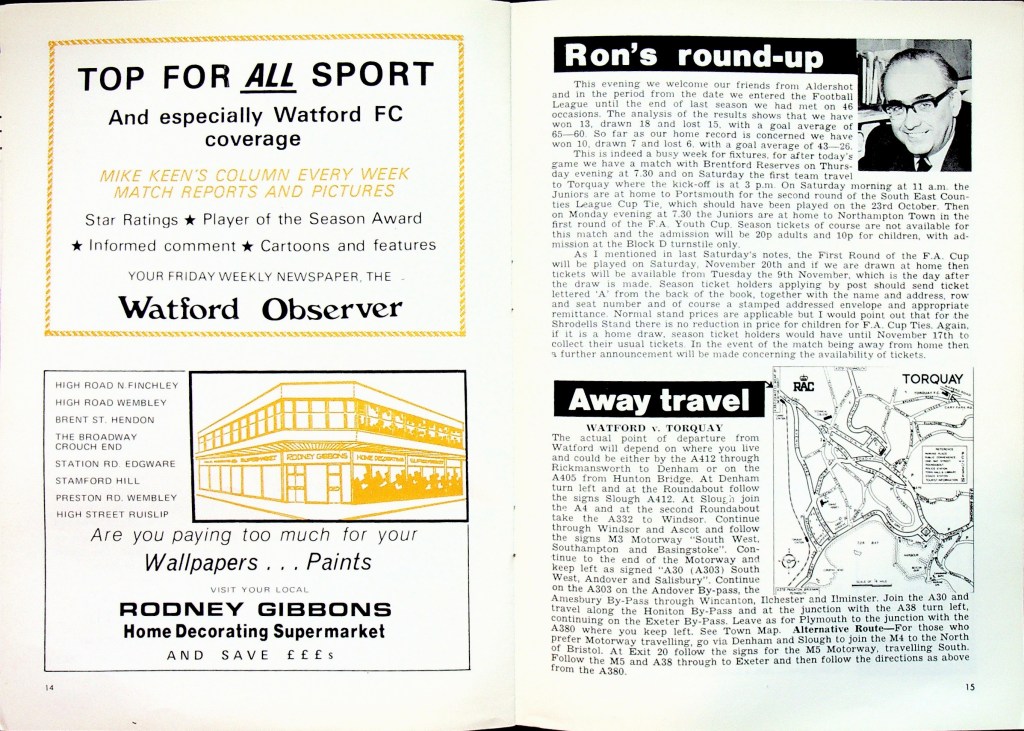 TOP FOR ALL SPORT
And especially Watford FC
coverage
MIKE KEEN'S COLUMN EVERY WEEK
MATCH REPORTS AND PICTURES
Star Ratings ★ Player of the Season Award
★ Informed comment ★ Cartoons and features
YOUR FRIDAY WEEKLY NEWSPAPER, THE
Watford Observer
HIGH ROAD N FINCHLEY
HIGH ROAD WEMBLEY
BRENT ST. HENDON
THE BROADWAY
CROUCH END
STATION RD. EDGWARE
STAMFORD HILL
PRESTON RD. WEMBLEY
HIGH STREET RUISLIP
RODNEY GIBBONS HOME DECORATING
Are you paying too much for your
Wallpapers . . . Paints
VISIT YOUR LOCAL
RODNEY GIBBONS
Home Decorating Supermarket
AND SAVE £££s
14
Ron's round-up
This evening we welcome our friends from Aldershot
and in the period from the date we entered the Football
League until the end of last season we had met on 46
occasions. The analysis of the results shows that we have
won 13, drawn 18 and lost 15, with a goal average of
65—60. So far as our home record is concerned we have
won 10, drawn 7 and lost 6, with a goal average of 43—26.
This is indeed a busy week for fixtures, for after today's
game we have a match with Brentford Reserves on Thurs-
day evening at 7.30 and on Saturday the first team travel
to Torquay where the kick-off is at 3 p.m. On Saturday morning at 11 a.m. the
Juniors are at home to Portsmouth for the second round of the South East Coun-
ties League Cup Tie, which should have been played on the 23rd October. Then
on Monday evening at 7.30 the Juniors are at home to Northampton Town in the
first round of the F.A. Youth Cup. Season tickets of course are not available for
this match and the admission will be 20p adults and 10p for children, with ad-
mission at the Block D turnstile only.
As I mentioned in last Saturday's notes, the First Round of the F.A. Cup
will be played on Saturday, November 20th and if we are drawn at home then
tickets will be available from Tuesday the 9th November, which is the day after
the draw is made. Season ticket holders applying by post should send ticket
lettered 'A' from the back of the book, together with the name and address, row
and seat number and of course a stamped addressed envelope and appropriate
remittance. Normal stand prices are applicable but I would point out that for the
Shrodells Stand there is no reduction in price for children for F.A. Cup Ties. Again,
if it is a home draw, season ticket holders would have until November 17th to
collect their usual tickets. In the event of the match being away from home then
a further announcement will be made concerning the availability of tickets.
Away travel
RAC
TORQUAY
TORQUAY F.C.
TOR BAY
HARBOUR
WATFORD v. TORQUAY
The actual point of departure from
Watford will depend on where you live
and could be either by the A412 through
Rickmansworth to Denham or on the
A405 from Hunton Bridge. At Denham
turn left and at the Roundabout follow
the signs Slough A412. At Slough join
the A4 and at the second Roundabout
take the A332 to Windsor. Continue
through Windsor and Ascot and follow
the signs M3 Motorway "South West,
Southampton and Basingstoke". Con-
tinue to the end of the Motorway and
keep left as signed "A30 (A303) South
West, Andover and Salisbury". Continue
on the A303 on the Andover By-pass, the
Amesbury By-Pass through Wincanton, Ilchester and Ilminster. Join the A30 and
travel along the Honiton By-Pass and at the junction with the A38 turn left,
continuing on the Exeter By-Pass. Leave as for Plymouth to the junction with the
A380 where you keep left. See Town Map. Alternative Route—For those who
prefer Motorway travelling, go via Denham and Slough to join the M4 to the North
of Bristol. At Exit 20 follow the signs for the M5 Motorway, travelling South.
Follow the M5 and A38 through to Exeter and then follow the directions as above
from the A380.
15